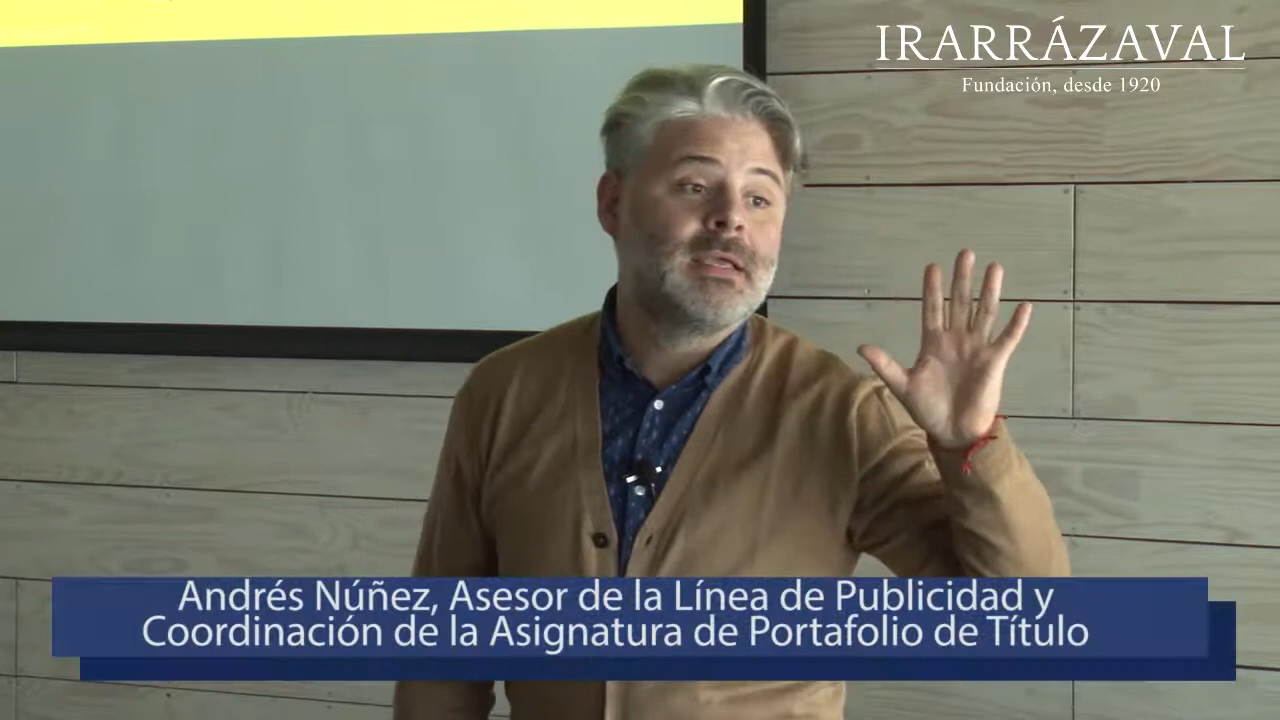 IRARRÁZAVAL
Fundación, desde 1920
Andrés Núñez, Asesor de la Línea de Publicidad y
Coordinación de la Asignatura de Portafolio de Título